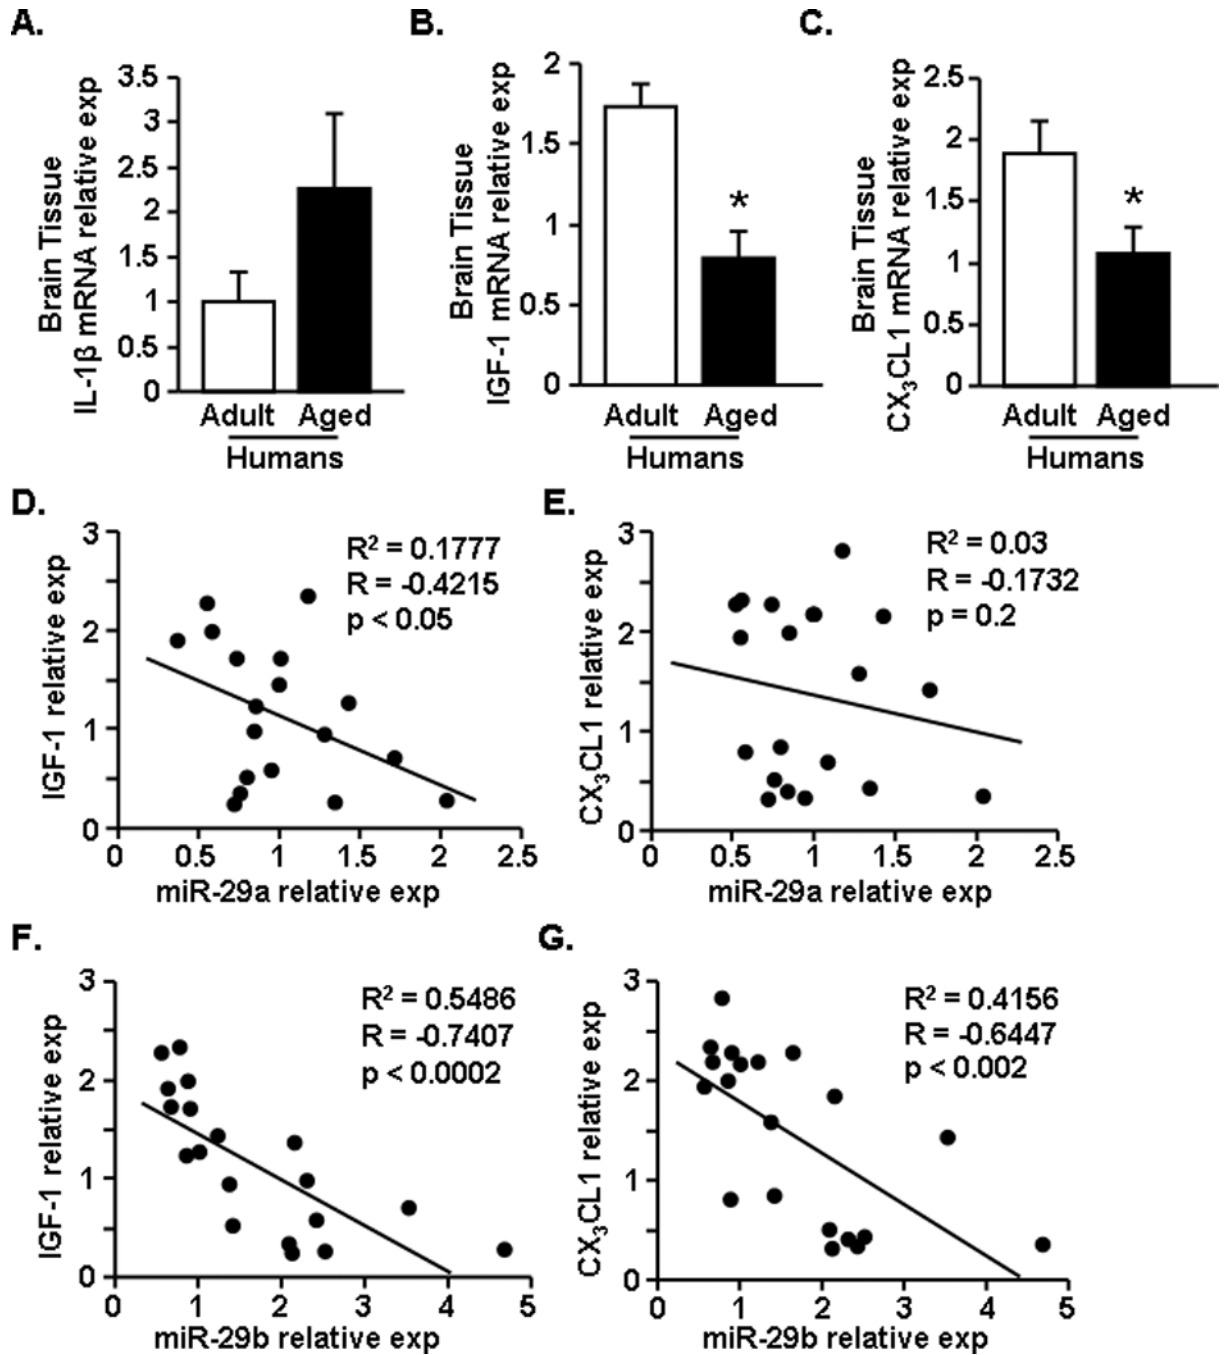 A.
Brain Tissue
IL-1β mRNA relative exp
3.5
3
2.5
2
1.5
1
0.5
0
Adult Aged
Humans
B.
Brain Tissue
IGF-1 mRNA relative exp
2
1.5
1
0.5
0
*
Adult Aged
Humans
C.
Brain Tissue
CX₃CL1 mRNA relative exp
2.5
2
1.5
1
0.5
0
*
Adult Aged
Humans
D.
IGF-1 relative exp
3
2
1
0
R² = 0.1777
R = -0.4215
p < 0.05
0 0.5 1 1.5 2 2.5
miR-29a relative exp
E.
CX₃CL1 relative exp
3
2
1
0
R² = 0.03
R = -0.1732
p = 0.2
0 0.5 1 1.5 2 2.5
miR-29a relative exp
F.
IGF-1 relative exp
3
2
1
0
R² = 0.5486
R = -0.7407
p < 0.0002
0 1 2 3 4 5
miR-29b relative exp
G.
CX₃CL1 relative exp
3
2
1
0
R² = 0.4156
R = -0.6447
p < 0.002
0 1 2 3 4 5
miR-29b relative exp